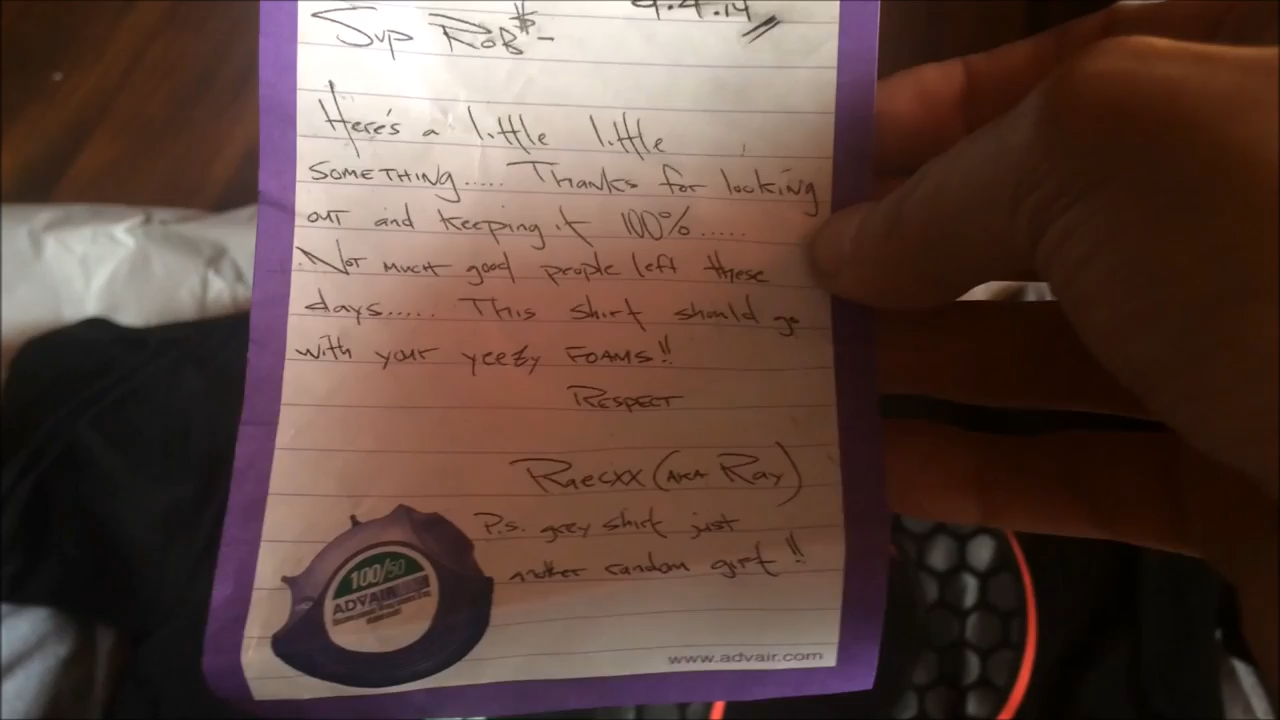 9.4.14
Sup Rob$-
Here's a little little
SOMETHING..... Thanks for looking
out and keeping it 100%.....
Not much good people left these
days..... This shirt should go
with your yeezy FOAMS!!
RESPECT
Raecxx (AKA Ray)
P.s. grey shirt just
another random gift!!
100/50
ADVAIR
www.advair.com